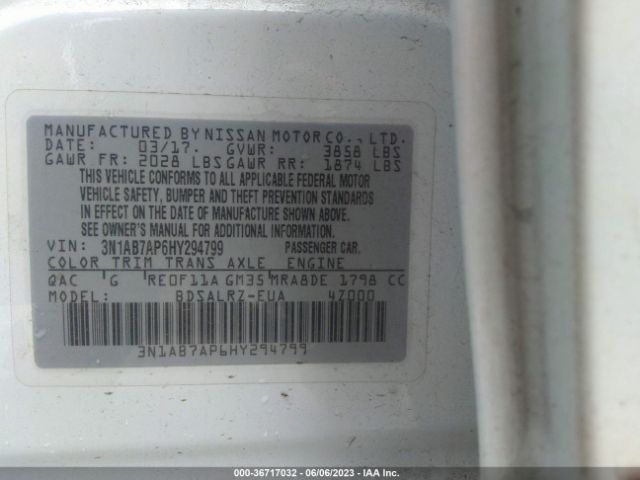 MANUFACTURED BY NISSAN MOTOR CO., LTD.
DATE: 03/17. GVWR: 3858 LBS
GAWR FR: 2028 LBS GAWR RR: 1874 LBS
THIS VEHICLE CONFORMS TO ALL APPLICABLE FEDERAL MOTOR
VEHICLE SAFETY, BUMPER, AND THEFT PREVENTION STANDARDS
IN EFFECT ON THE DATE OF MANUFACTURE SHOWN ABOVE.
SEE OWNER'S MANUAL FOR ADDITIONAL INFORMATION.
VIN: 3N1AB7AP6HY294799 PASSENGER CAR.
COLOR TRIM TRANS AXLE ENGINE
QAC G RE0F11A GM35 MRA8DE 1798 CC
MODEL: BDSALRZ-EUA 4Z000
3N1AB7AP6HY294799
000-36717032 - 06/06/2023 - IAA Inc.